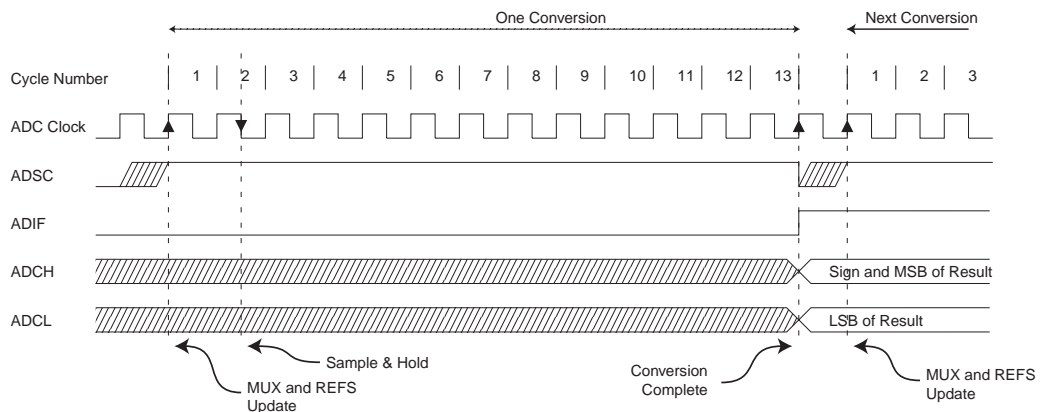 One Conversion
Next Conversion
Cycle Number 1 2 3 4 5 6 7 8 9 10 11 12 13 1 2 3
ADC Clock
ADSC
ADIF
ADCH
Sign and MSB of Result
ADCL
LSB of Result
Sample & Hold
MUX and REFS
Update
Conversion
Complete
MUX and REFS
Update